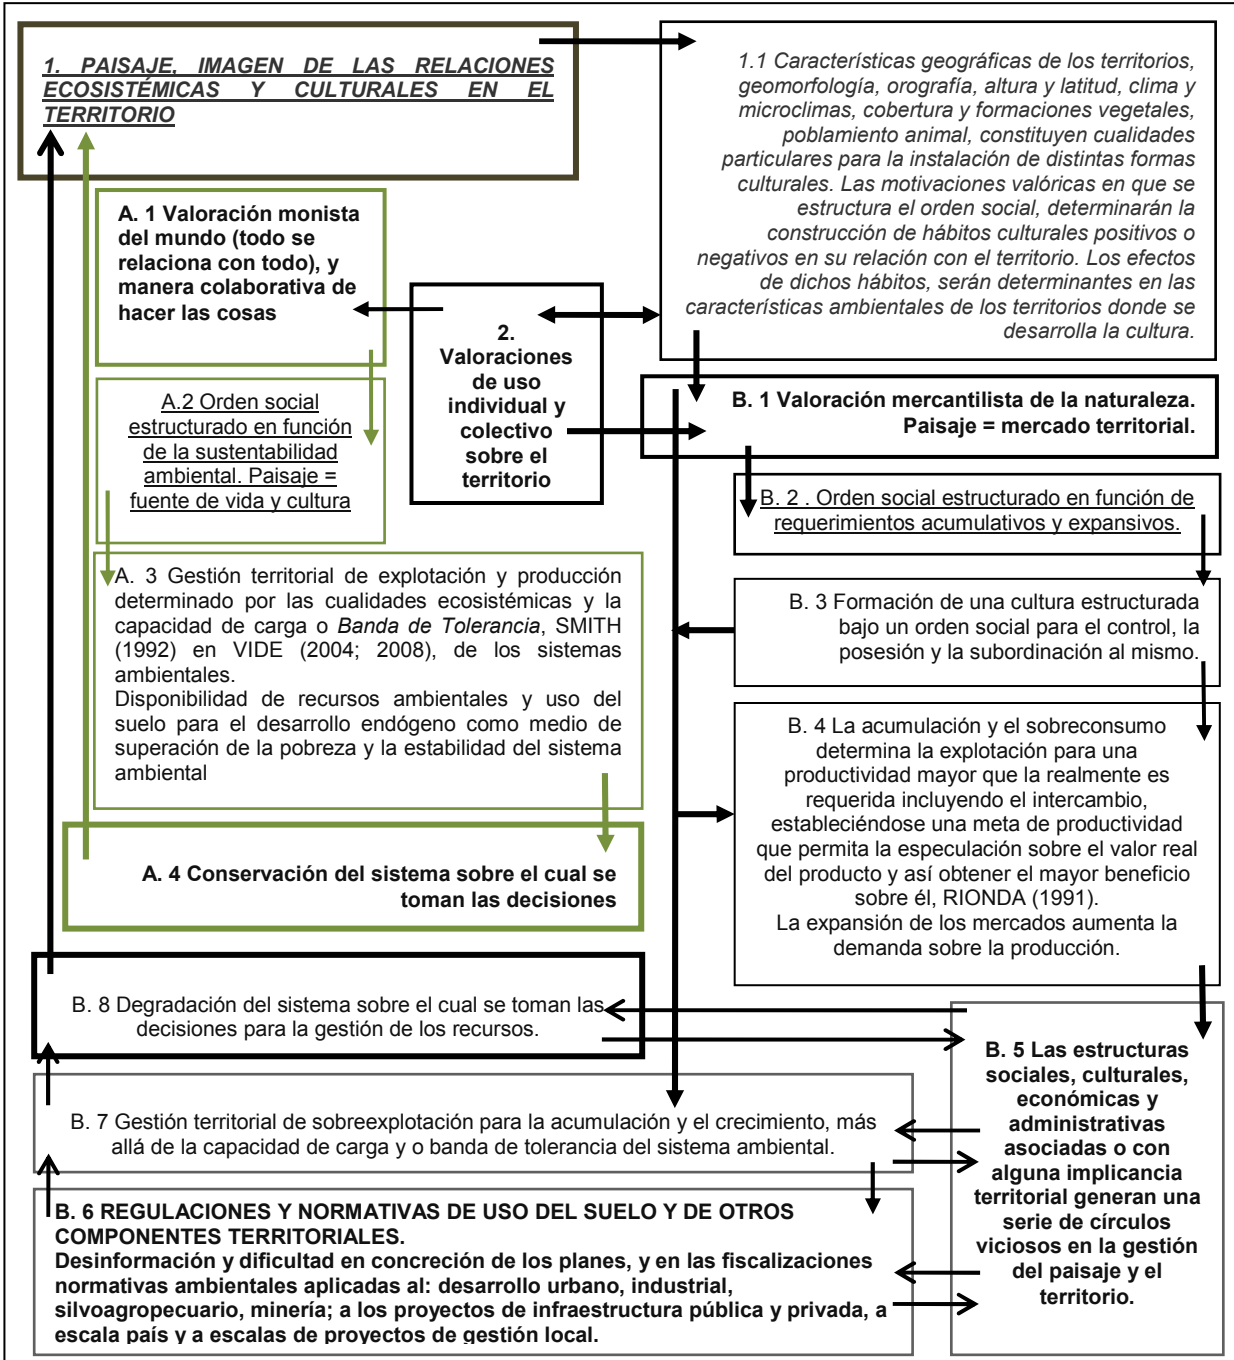 1. PAISAJE, IMAGEN DE LAS RELACIONES
ECOSISTÉMICAS Y CULTURALES EN EL
TERRITORIO
1.1 Características geográficas de los territorios,
geomorfología, orografía, altura y latitud, clima y
microclimas, cobertura y formaciones vegetales,
poblamiento animal, constituyen cualidades
particulares para la instalación de distintas formas
culturales. Las motivaciones valóricas en que se
estructura el orden social, determinarán la
construcción de hábitos culturales positivos o
negativos en su relación con el territorio. Los efectos
de dichos hábitos, serán determinantes en las
características ambientales de los territorios donde se
desarrolla la cultura.
A. 1 Valoración monista
del mundo (todo se
relaciona con todo), y
manera colaborativa de
hacer las cosas
2.
Valoraciones
de uso
individual y
colectivo
sobre el
territorio
A.2 Orden social
estructurado en función
de la sustentabilidad
ambiental. Paisaje =
fuente de vida y cultura
A. 3 Gestión territorial de explotación y producción
determinado por las cualidades ecosistémicas y la
capacidad de carga o Banda de Tolerancia, SMITH
(1992) en VIDE (2004; 2008), de los sistemas
ambientales.
Disponibilidad de recursos ambientales y uso del
suelo para el desarrollo endógeno como medio de
superación de la pobreza y la estabilidad del sistema
ambiental
A. 4 Conservación del sistema sobre el cual se
toman las decisiones
B. 1 Valoración mercantilista de la naturaleza.
Paisaje = mercado territorial.
B. 2 . Orden social estructurado en función de
requerimientos acumulativos y expansivos.
B. 3 Formación de una cultura estructurada
bajo un orden social para el control, la
posesión y la subordinación al mismo.
B. 4 La acumulación y el sobreconsumo
determina la explotación para una
productividad mayor que la realmente es
requerida incluyendo el intercambio,
estableciéndose una meta de productividad
que permita la especulación sobre el valor real
del producto y así obtener el mayor beneficio
sobre él, RIONDA (1991).
La expansión de los mercados aumenta la
demanda sobre la producción.
B. 8 Degradación del sistema sobre el cual se toman las
decisiones para la gestión de los recursos.
B. 5 Las estructuras
sociales, culturales,
económicas y
administrativas
asociadas o con
alguna implicancia
territorial generan una
serie de círculos
viciosos en la gestión
del paisaje y el
territorio.
B. 7 Gestión territorial de sobreexplotación para la acumulación y el crecimiento, más
allá de la capacidad de carga y o banda de tolerancia del sistema ambiental.
B. 6 REGULACIONES Y NORMATIVAS DE USO DEL SUELO Y DE OTROS
COMPONENTES TERRITORIALES.
Desinformación y dificultad en concreción de los planes, y en las fiscalizaciones
normativas ambientales aplicadas al: desarrollo urbano, industrial,
silvoagropecuario, minería; a los proyectos de infraestructura pública y privada, a
escala país y a escalas de proyectos de gestión local.